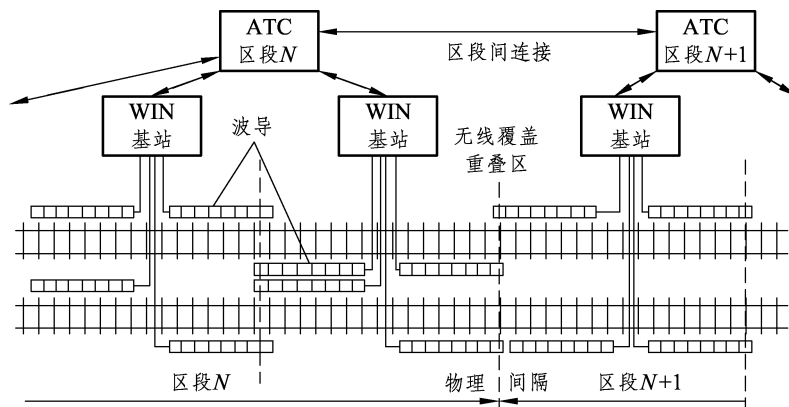 ATC
区段N
区段间连接
ATC
区段N+1
WIN
基站
波导
WIN
基站
无线覆盖
重叠区
WIN
基站
区段N
物理 间隔
区段N+1